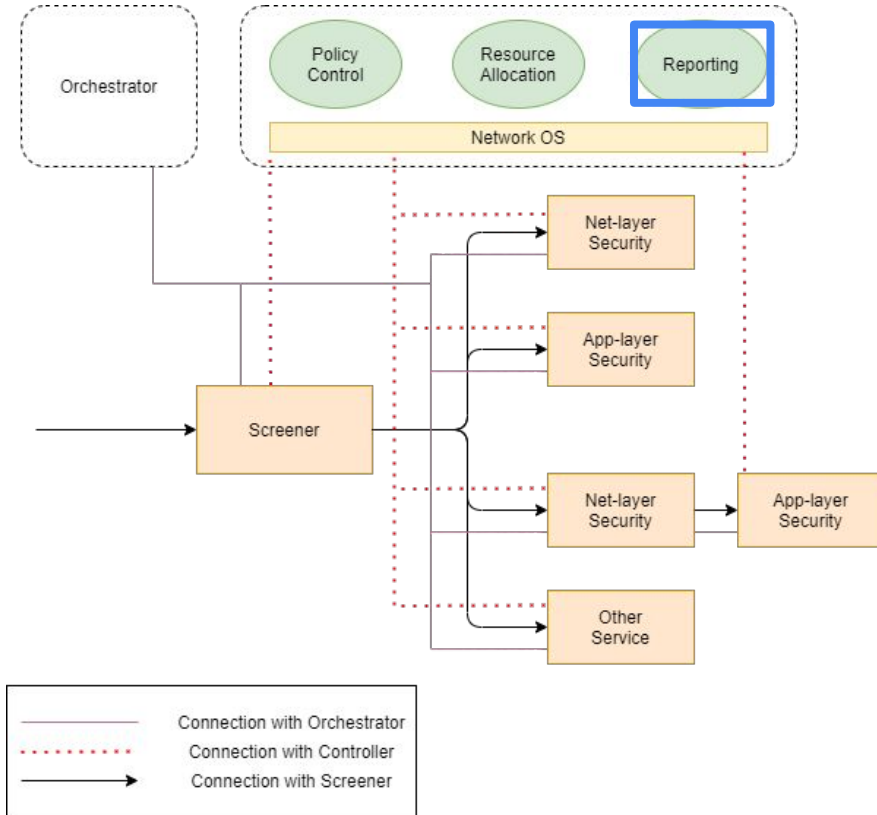 Orchestrator
Policy
Control
Resource
Allocation
Reporting
Network OS
Net-layer
Security
App-layer
Security
Screener
Net-layer
Security
App-layer
Security
Other
Service
Connection with Orchestrator
Connection with Controller
Connection with Screener